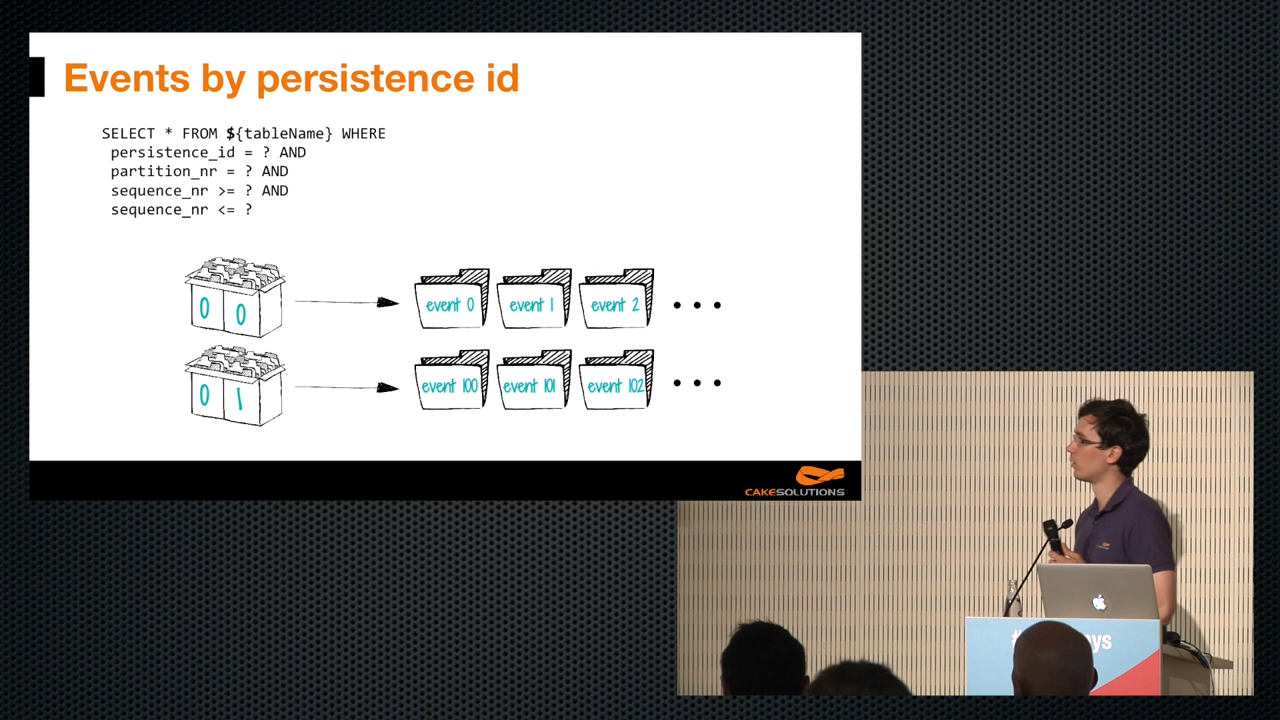 Events by persistence id
SELECT * FROM ${tableName} WHERE
persistence_id = ? AND
partition_nr = ? AND
sequence_nr >= ? AND
sequence_nr <= ?
0 0
event 0 event 1 event 2 • • •
0 1
event 100 event 101 event 102 • • •
CAKESOLUTIONS